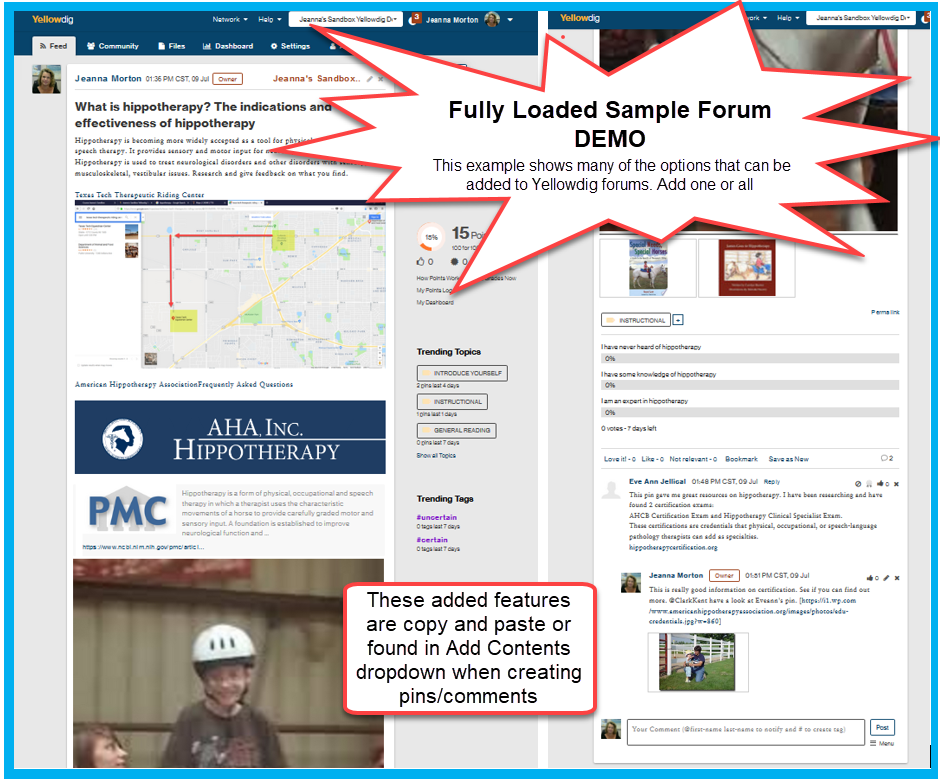 Yellowdig
Network
Help
Jeanna's Sandbox Yellowdig Di
3
Jeanna Morton
Feed
Community
Files
Dashboard
Settings
Jeanna Morton 01:36 PM CST, 09 Jul Owner
Jeanna's Sandbox..
What is hippotherapy? The indications and
effectiveness of hippotherapy
Hippotherapy is becoming more widely accepted as a tool for
speech therapy. It provides sensory and motor input for
Hippotherapy is used to treat neurological disorders and other disorders
musculoskeletal, vestibular issues. Research and give feedback on what you find.
Texas Tech Therapeutic Riding Center
American Hippotherapy AssociationFrequently Asked Questions
AHA, INC.
HIPPOTHERAPY
PMC
Hippotherapy is a form of physical, occupational and speech
therapy in which a therapist uses the characteristic
movements of a horse to provide carefully graded motor and
sensory input. A foundation is established to improve
neurological function and ...
https://www.ncbi.nlm.nih.gov/pmc/articl...
15%
15
100 for
0
0
How Points Work
My Points Log
My Dashboard
Trending Topics
INTRODUCE YOURSELF
2 pins last 4 days
INSTRUCTIONAL
1 pins last 1 days
GENERAL READING
0 pins last 7 days
Show all Topics
Trending Tags
#uncertain
0 tags last 7 days
#certain
0 tags last 7 days
Fully Loaded Sample Forum
DEMO
This example shows many of the options that can be
added to Yellowdig forums. Add one or all
These added features
are copy and paste or
found in Add Contents
dropdown when creating
pins/comments
Yellowdig
Help
Jeanna's Sandbox Yellowdig Di
INSTRUCTIONAL
+
Permalink
I have never heard of hippotherapy
0%
I have some knowledge of hippotherapy
0%
I am an expert in hippotherapy
0%
0 votes - 7 days left
Love it! - 0 Like - 0 Not relevant - 0 Bookmark Save as New
2
Eve Ann Jellical 01:48 PM CST, 09 Jul Reply
0
This pin gave me great resources on hippotherapy. I have been researching and have
found 2 certification exams:
AHCB Certification Exam and Hippotherapy Clinical Specialist Exam.
These certifications are credentials that physical, occupational, or speech-language
pathology therapists can add as specialties.
hippotherapycertification.org
Jeanna Morton Owner 01:51 PM CST, 09 Jul
0
This is really good information on certification. See if you can find out
more. @ClarkKent have a look at Eveann's pin. [https://i1.wp.com
/www.americanhippotherapyassociation.org/images/photos/edu-
credentials.jpg?w=860]
Your Comment (@first-name last-name to notify and # to create tag)
Post
Menu